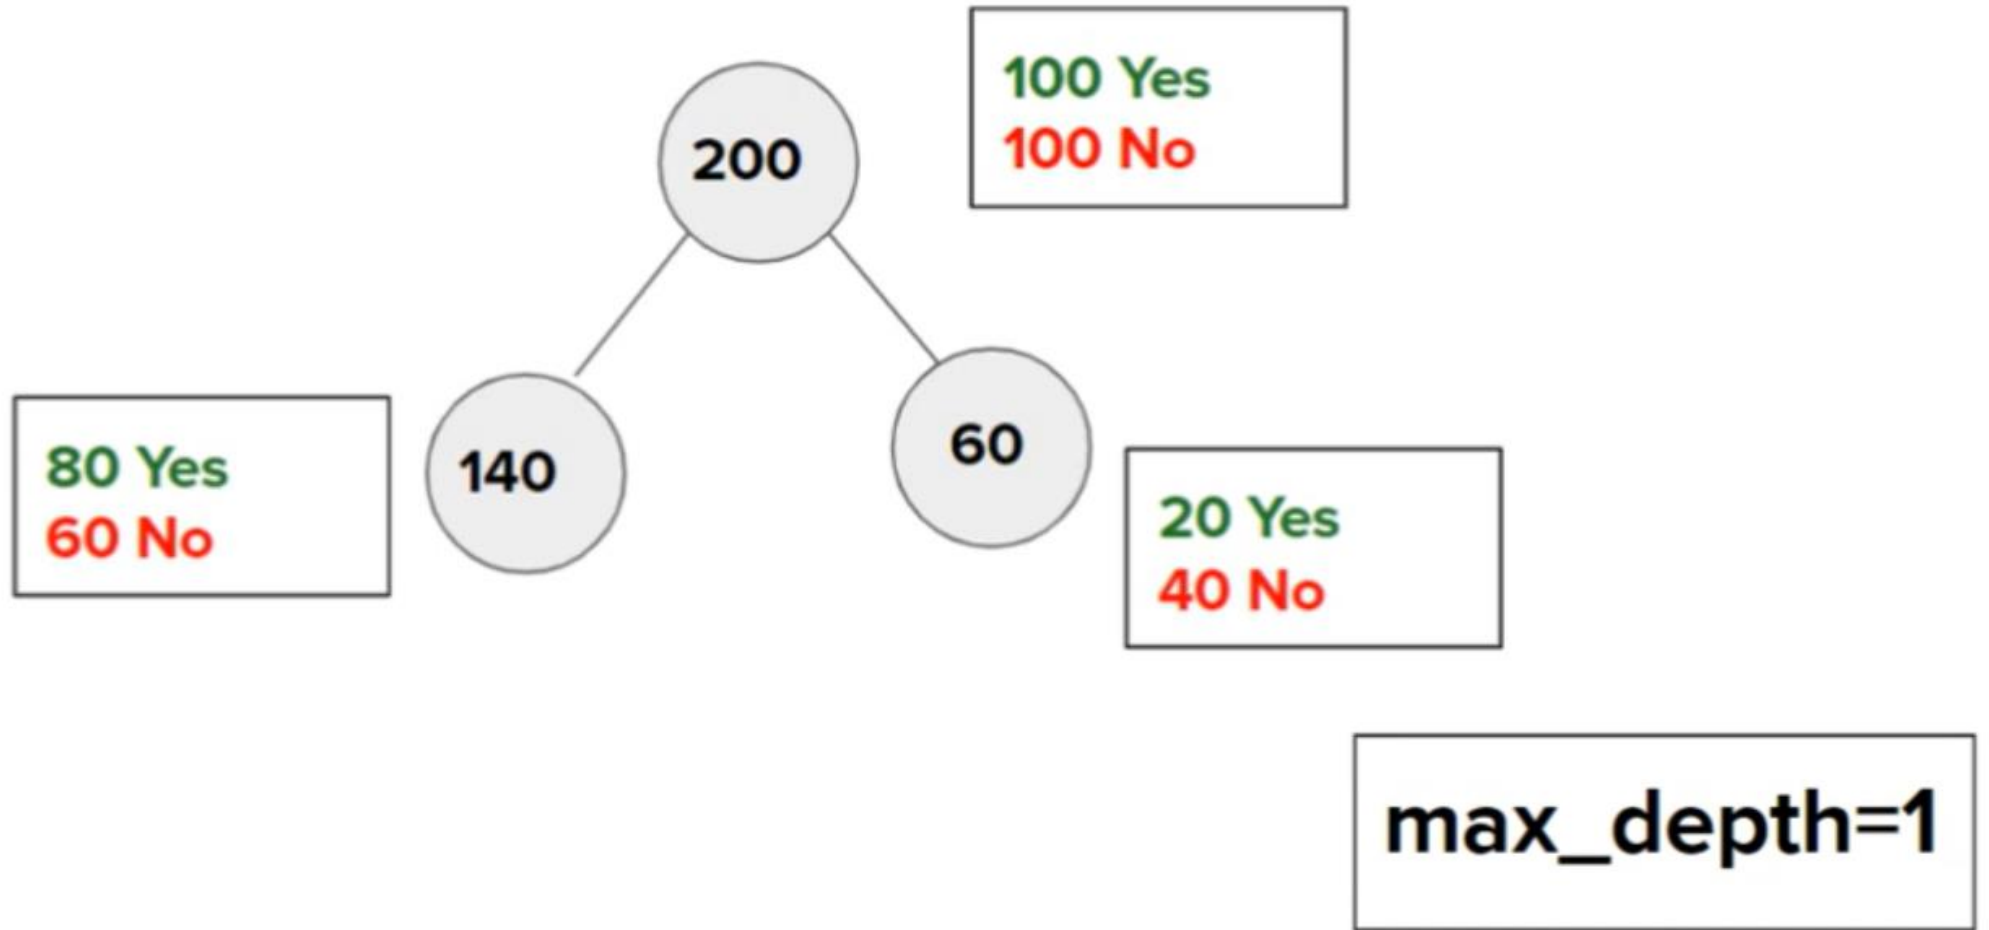 200
100 Yes
100 No
80 Yes
60 No
140
60
20 Yes
40 No
max_depth=1